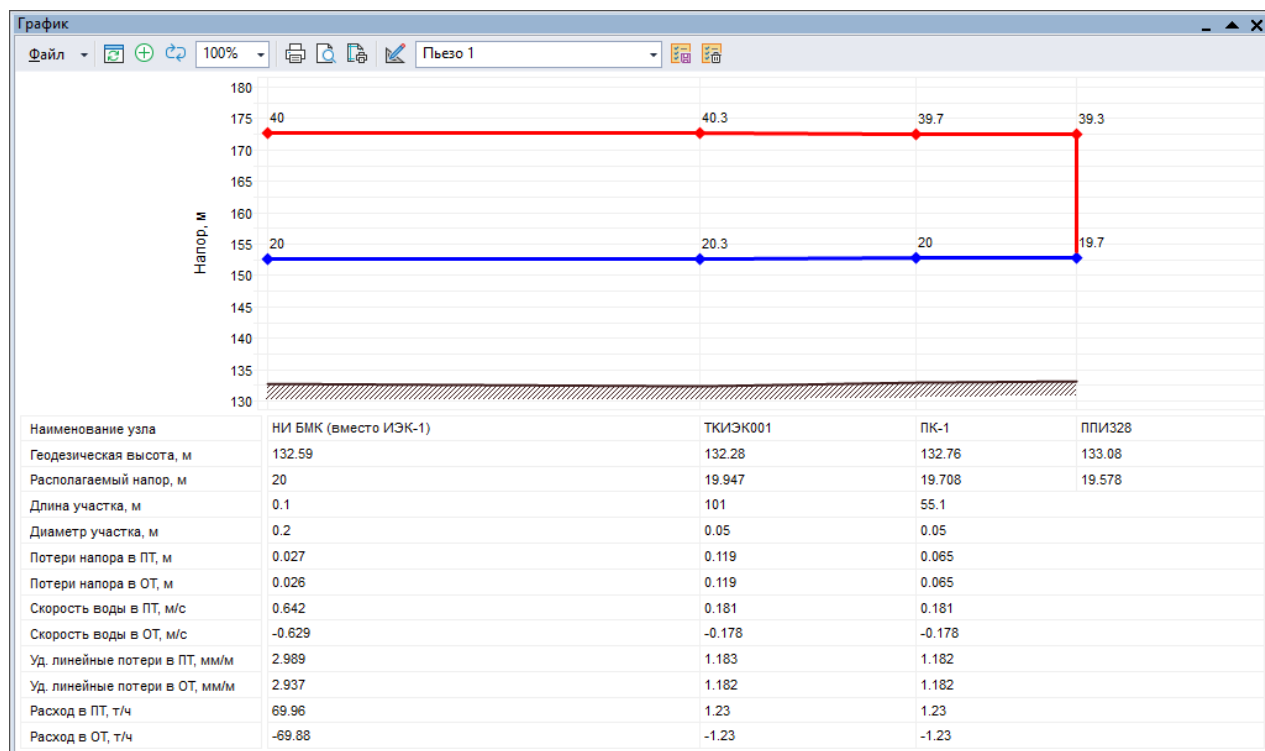 График
Файл 100% Пьезо 1
180
175 40 40.3 39.7 39.3
170
165
160
155 20 20.3 20 19.7
150
145
140
135
130
Напор, м
Наименование узла НИ БМК (вместо ИЭК-1) ТКИЭК001 ПК-1 ППИ328
Геодезическая высота, м 132.59 132.28 132.76 133.08
Располагаемый напор, м 20 19.947 19.708 19.578
Длина участка, м 0.1 101 55.1
Диаметр участка, м 0.2 0.05 0.05
Потери напора в ПТ, м 0.027 0.119 0.065
Потери напора в ОТ, м 0.026 0.119 0.065
Скорость воды в ПТ, м/с 0.642 0.181 0.181
Скорость воды в ОТ, м/с -0.629 -0.178 -0.178
Уд. линейные потери в ПТ, мм/м 2.989 1.183 1.182
Уд. линейные потери в ОТ, мм/м 2.937 1.182 1.182
Расход в ПТ, т/ч 69.96 1.23 1.23
Расход в ОТ, т/ч -69.88 -1.23 -1.23